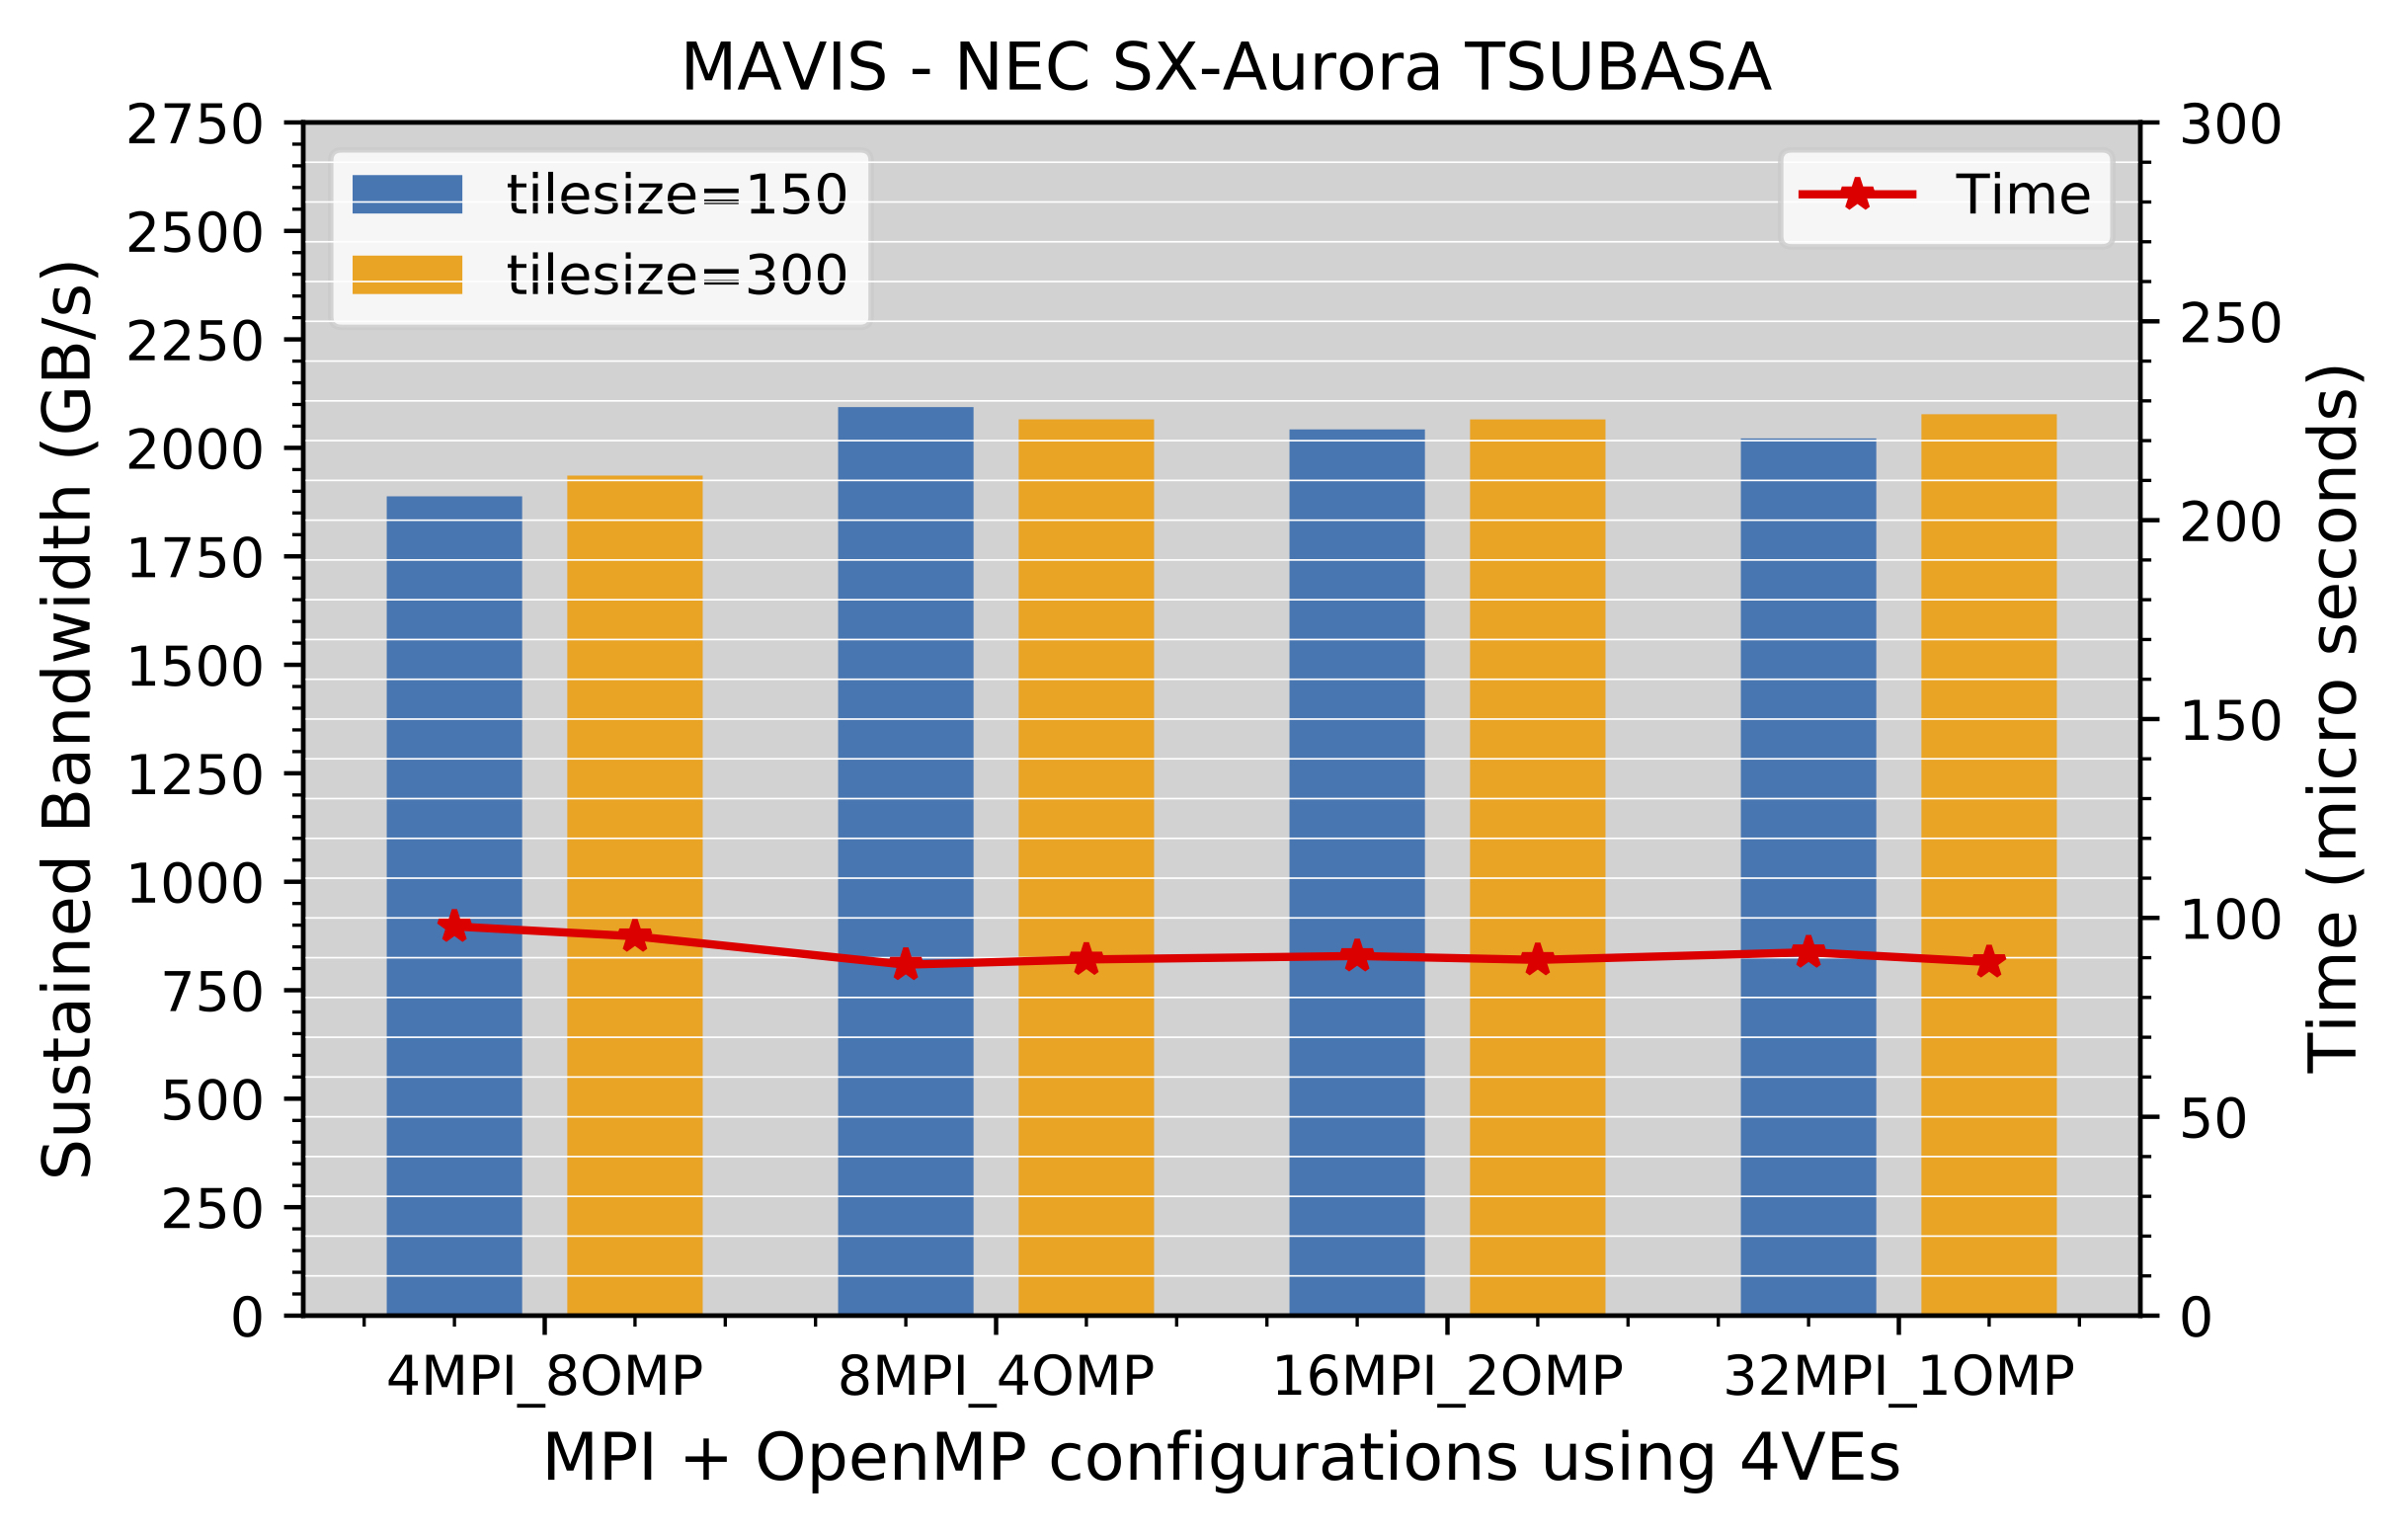 MAVIS - NEC SX-Aurora TSUBASA
Sustained Bandwidth (GB/s)
2750
2500
2250
2000
1750
1500
1250
1000
750
500
250
0
tilesize=150
tilesize=300
Time
300
250
200
150
100
50
0
Time (micro seconds)
4MPI_8OMP 8MPI_4OMP 16MPI_2OMP 32MPI_1OMP
MPI + OpenMP configurations using 4VEs